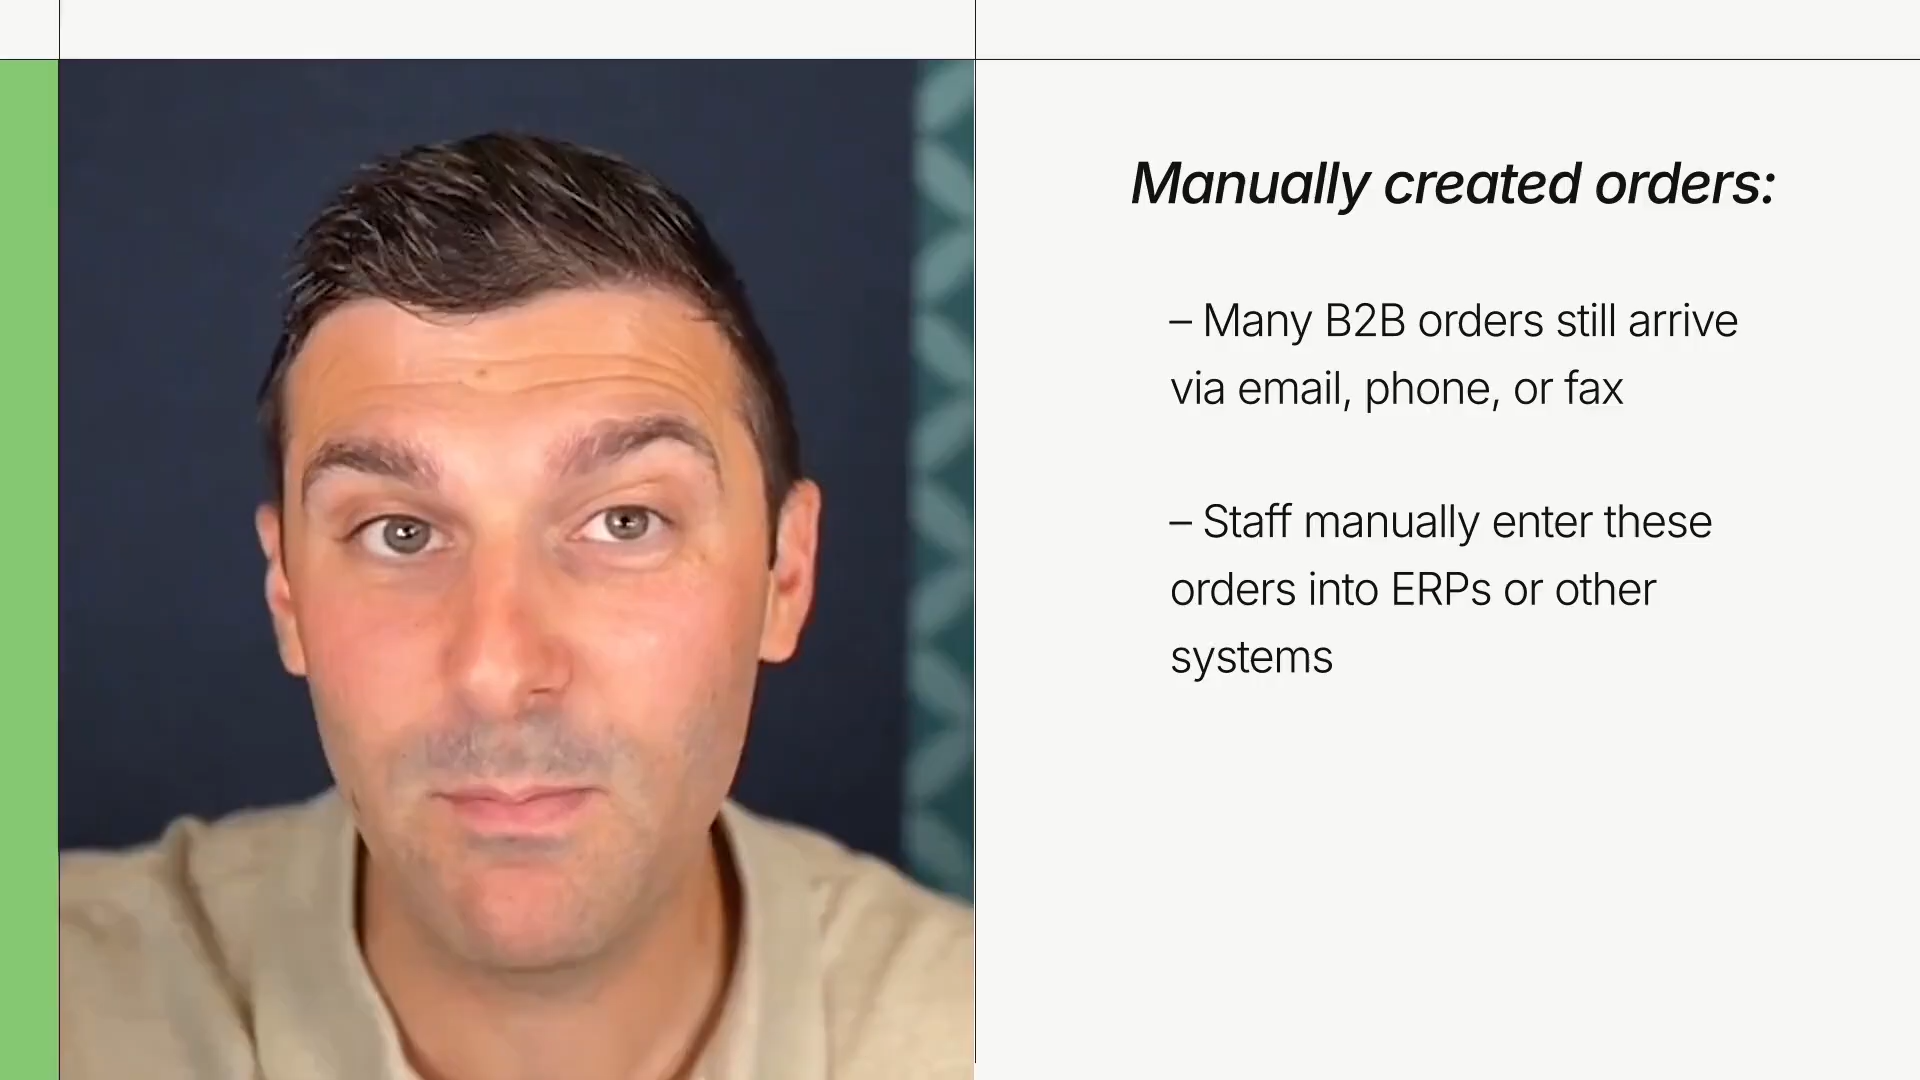 Manually created orders:
– Many B2B orders still arrive
via email, phone, or fax
– Staff manually enter these
orders into ERPs or other
systems